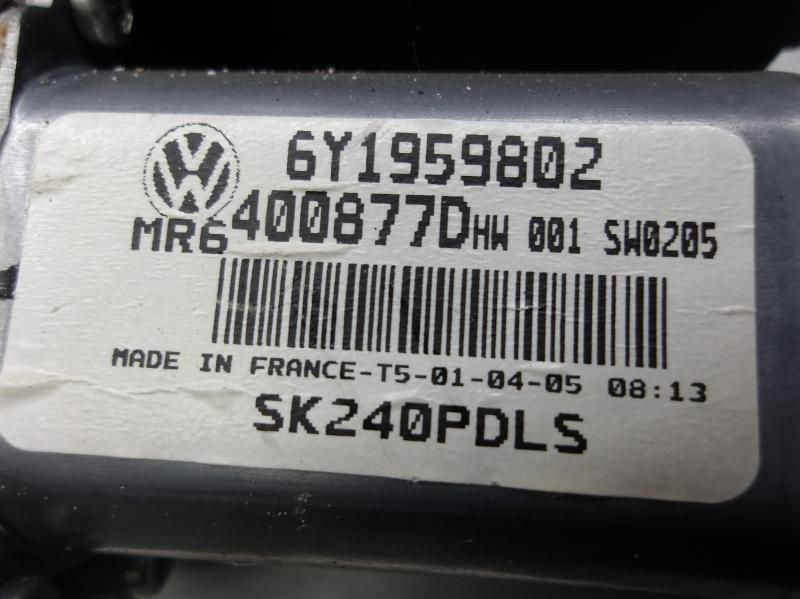 6Y1959802
MR6400877D HW 001 SW0205
MADE IN FRANCE-T5-01-04-05 08:13
SK240PDLS